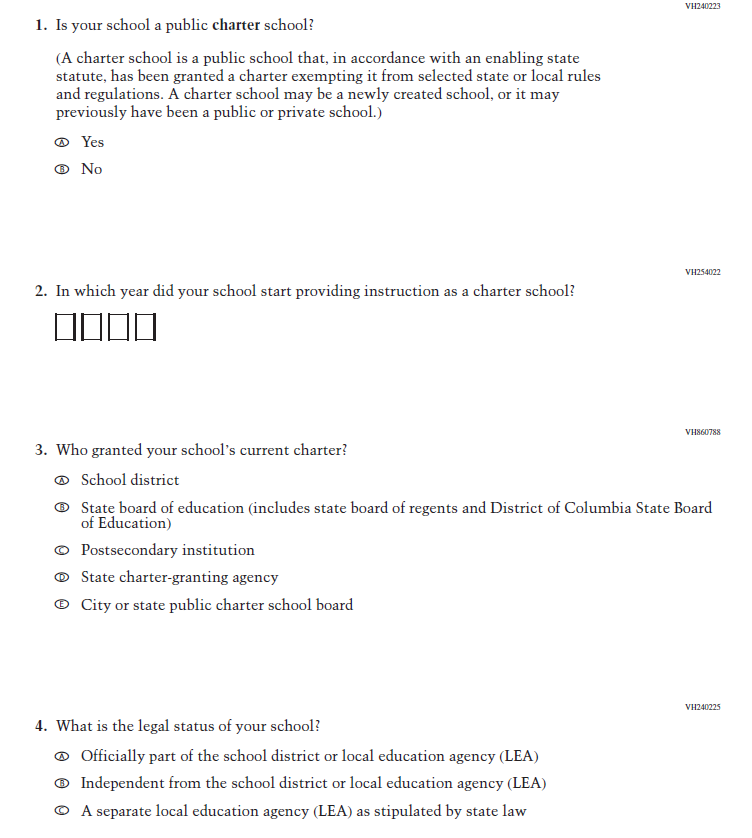 VH240223
1. Is your school a public charter school?
(A charter school is a public school that, in accordance with an enabling state
statute, has been granted a charter exempting it from selected state or local rules
and regulations. A charter school may be a newly created school, or it may
previously have been a public or private school.)
A Yes
B No
VH254022
2. In which year did your school start providing instruction as a charter school?
VH860788
3. Who granted your school's current charter?
A School district
B State board of education (includes state board of regents and District of Columbia State Board
of Education)
C Postsecondary institution
D State charter-granting agency
E City or state public charter school board
VH240225
4. What is the legal status of your school?
A Officially part of the school district or local education agency (LEA)
B Independent from the school district or local education agency (LEA)
C A separate local education agency (LEA) as stipulated by state law